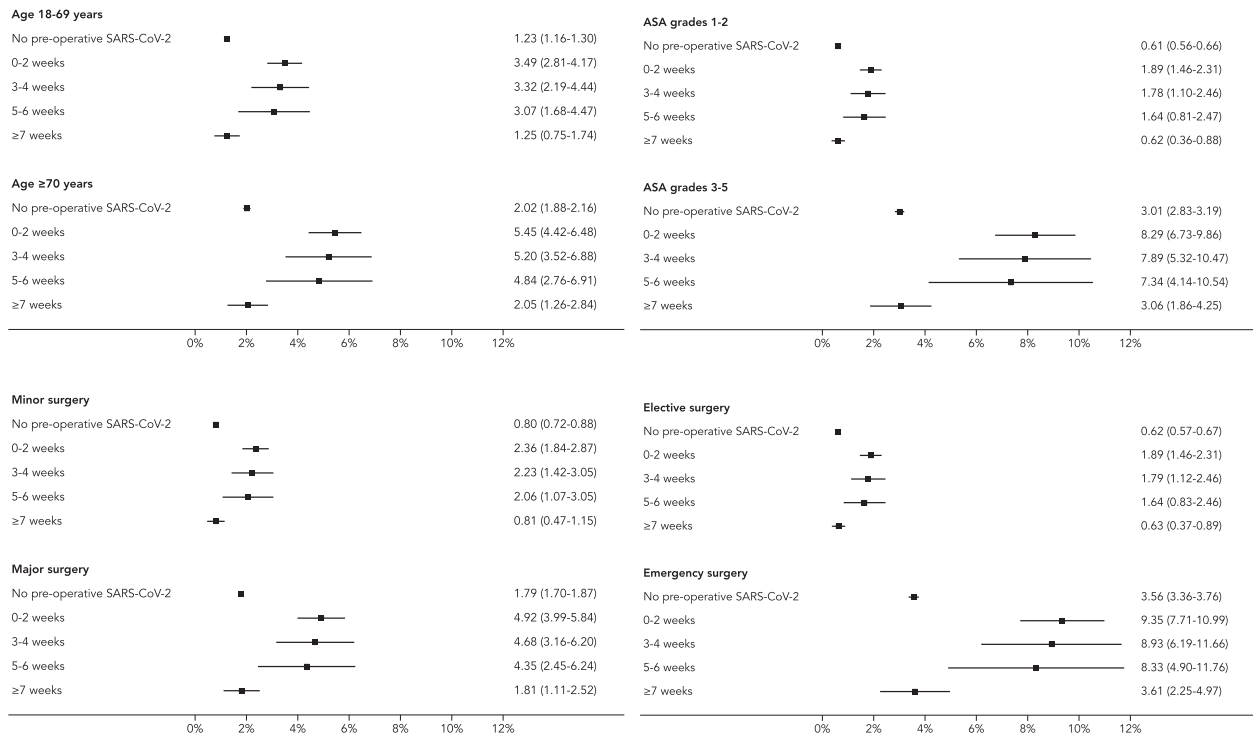 Age 18-69 years
No pre-operative SARS-CoV-2 1.23 (1.16-1.30)
0-2 weeks 3.49 (2.81-4.17)
3-4 weeks 3.32 (2.19-4.44)
5-6 weeks 3.07 (1.68-4.47)
≥7 weeks 1.25 (0.75-1.74)
Age ≥70 years
No pre-operative SARS-CoV-2 2.02 (1.88-2.16)
0-2 weeks 5.45 (4.42-6.48)
3-4 weeks 5.20 (3.52-6.88)
5-6 weeks 4.84 (2.76-6.91)
≥7 weeks 2.05 (1.26-2.84)
0% 2% 4% 6% 8% 10% 12%
ASA grades 1-2
No pre-operative SARS-CoV-2 0.61 (0.56-0.66)
0-2 weeks 1.89 (1.46-2.31)
3-4 weeks 1.78 (1.10-2.46)
5-6 weeks 1.64 (0.81-2.47)
≥7 weeks 0.62 (0.36-0.88)
ASA grades 3-5
No pre-operative SARS-CoV-2 3.01 (2.83-3.19)
0-2 weeks 8.29 (6.73-9.86)
3-4 weeks 7.89 (5.32-10.47)
5-6 weeks 7.34 (4.14-10.54)
≥7 weeks 3.06 (1.86-4.25)
0% 2% 4% 6% 8% 10% 12%
Minor surgery
No pre-operative SARS-CoV-2 0.80 (0.72-0.88)
0-2 weeks 2.36 (1.84-2.87)
3-4 weeks 2.23 (1.42-3.05)
5-6 weeks 2.06 (1.07-3.05)
≥7 weeks 0.81 (0.47-1.15)
Major surgery
No pre-operative SARS-CoV-2 1.79 (1.70-1.87)
0-2 weeks 4.92 (3.99-5.84)
3-4 weeks 4.68 (3.16-6.20)
5-6 weeks 4.35 (2.45-6.24)
≥7 weeks 1.81 (1.11-2.52)
0% 2% 4% 6% 8% 10% 12%
Elective surgery
No pre-operative SARS-CoV-2 0.62 (0.57-0.67)
0-2 weeks 1.89 (1.46-2.31)
3-4 weeks 1.79 (1.12-2.46)
5-6 weeks 1.64 (0.83-2.46)
≥7 weeks 0.63 (0.37-0.89)
Emergency surgery
No pre-operative SARS-CoV-2 3.56 (3.36-3.76)
0-2 weeks 9.35 (7.71-10.99)
3-4 weeks 8.93 (6.19-11.66)
5-6 weeks 8.33 (4.90-11.76)
≥7 weeks 3.61 (2.25-4.97)
0% 2% 4% 6% 8% 10% 12%